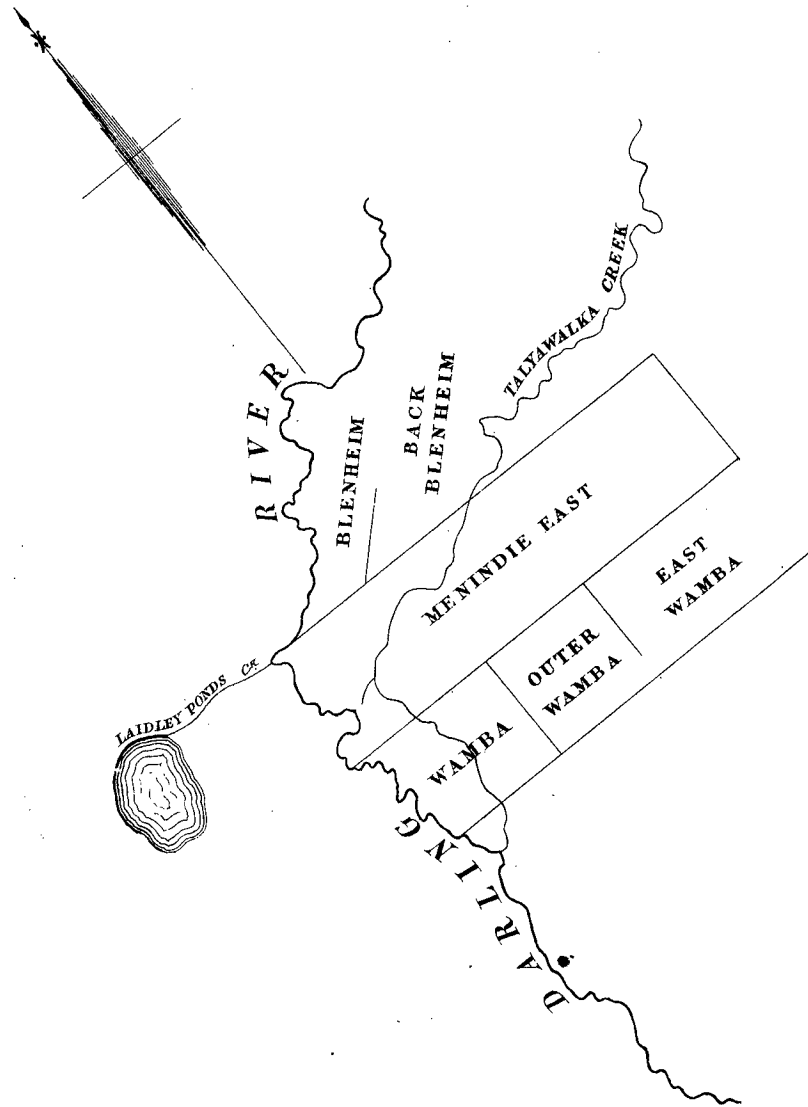 RIVER
BLENHEIM
BACK
BLENHEIM
TALYAWALKA CREEK
MENINDIE EAST
EAST
WAMBA
OUTER
WAMBA
WAMBA
LAIDLEY PONDS CR.
DARLING